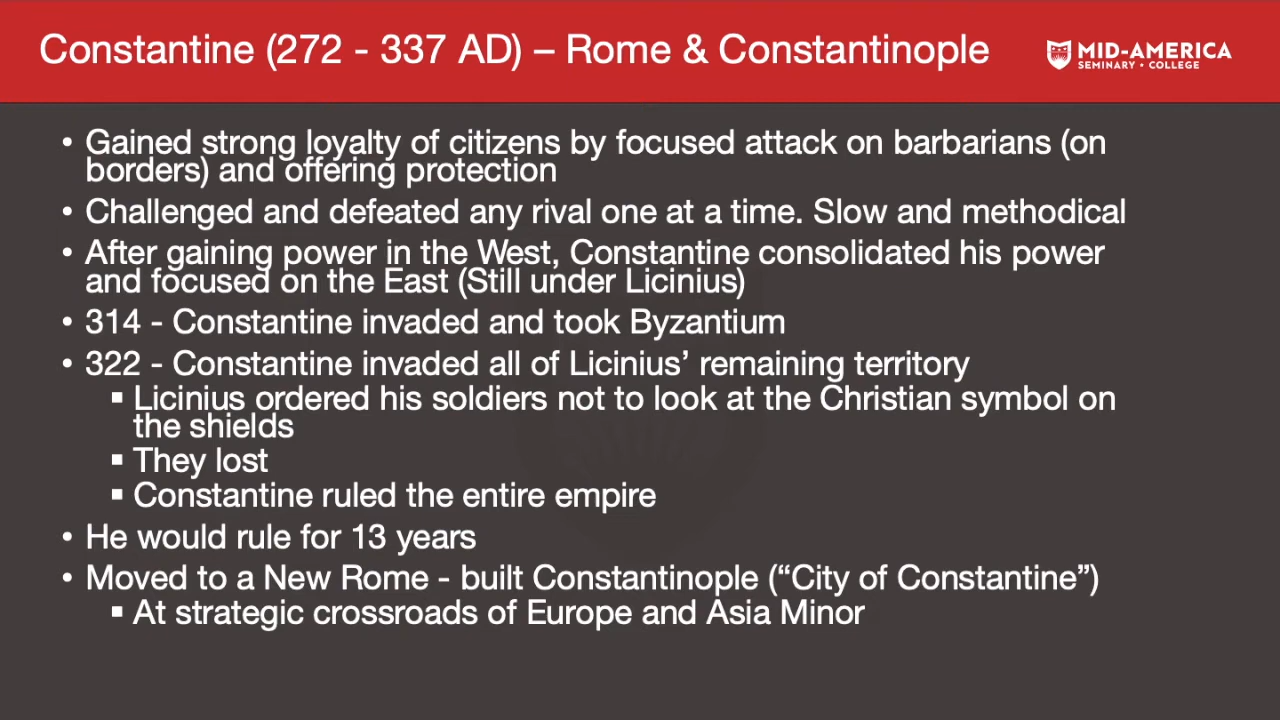 Constantine (272 - 337 AD) – Rome & Constantinople
MID-AMERICA
SEMINARY • COLLEGE
• Gained strong loyalty of citizens by focused attack on barbarians (on
borders) and offering protection
• Challenged and defeated any rival one at a time. Slow and methodical
• After gaining power in the West, Constantine consolidated his power
and focused on the East (Still under Licinius)
• 314 - Constantine invaded and took Byzantium
• 322 - Constantine invaded all of Licinius’ remaining territory
▪ Licinius ordered his soldiers not to look at the Christian symbol on
the shields
▪ They lost
▪ Constantine ruled the entire empire
• He would rule for 13 years
• Moved to a New Rome - built Constantinople (“City of Constantine”)
▪ At strategic crossroads of Europe and Asia Minor